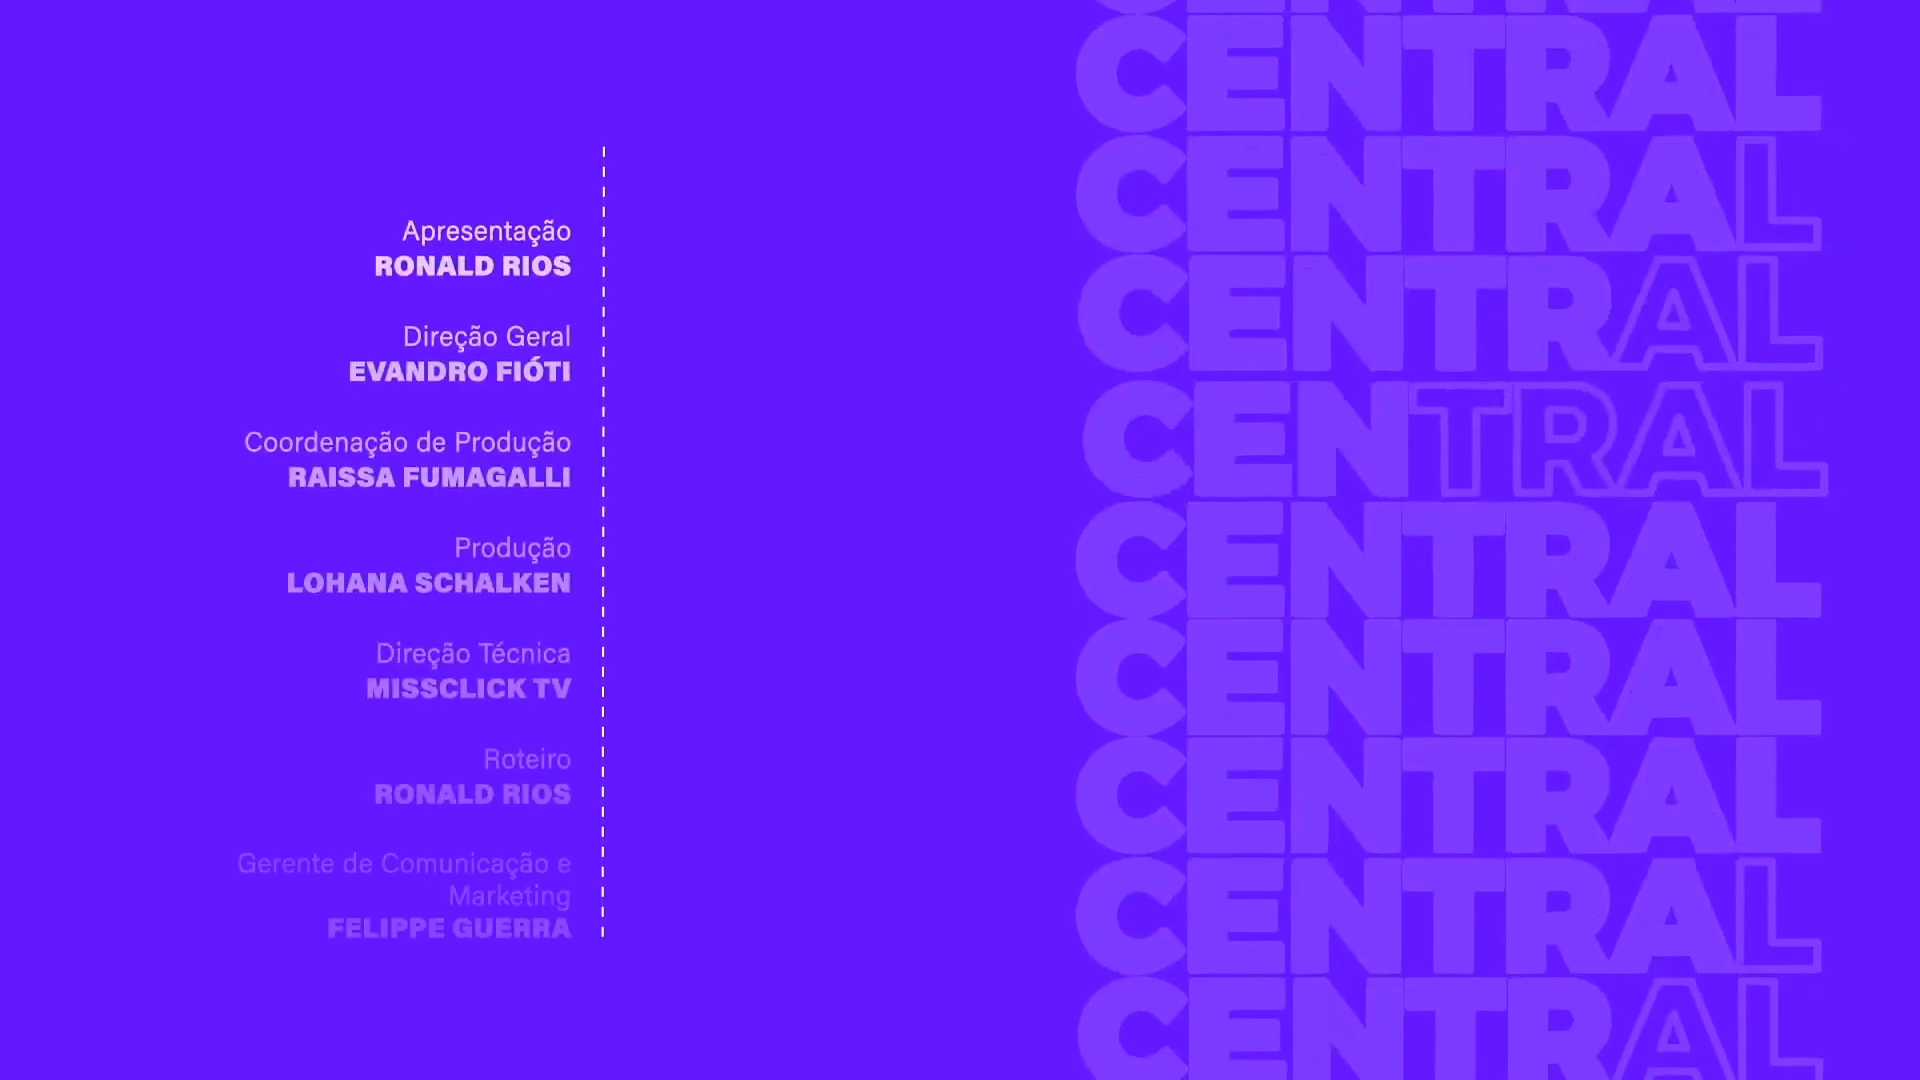 Apresentação
RONALD RIOS
Direção Geral
EVANDRO FIÓTI
Coordenação de Produção
RAISSA FUMAGALLI
Produção
LOHANA SCHALKEN
Direção Técnica
MISSCLICK TV
Roteiro
RONALD RIOS
Gerente de Comunicação e
Marketing
FELIPPE GUERRA
CENTRAL
CENTRAL
CENTRAL
CENTRAL
CENTRAL
CENTRAL
CENTRAL
CENTRAL
CENTRAL